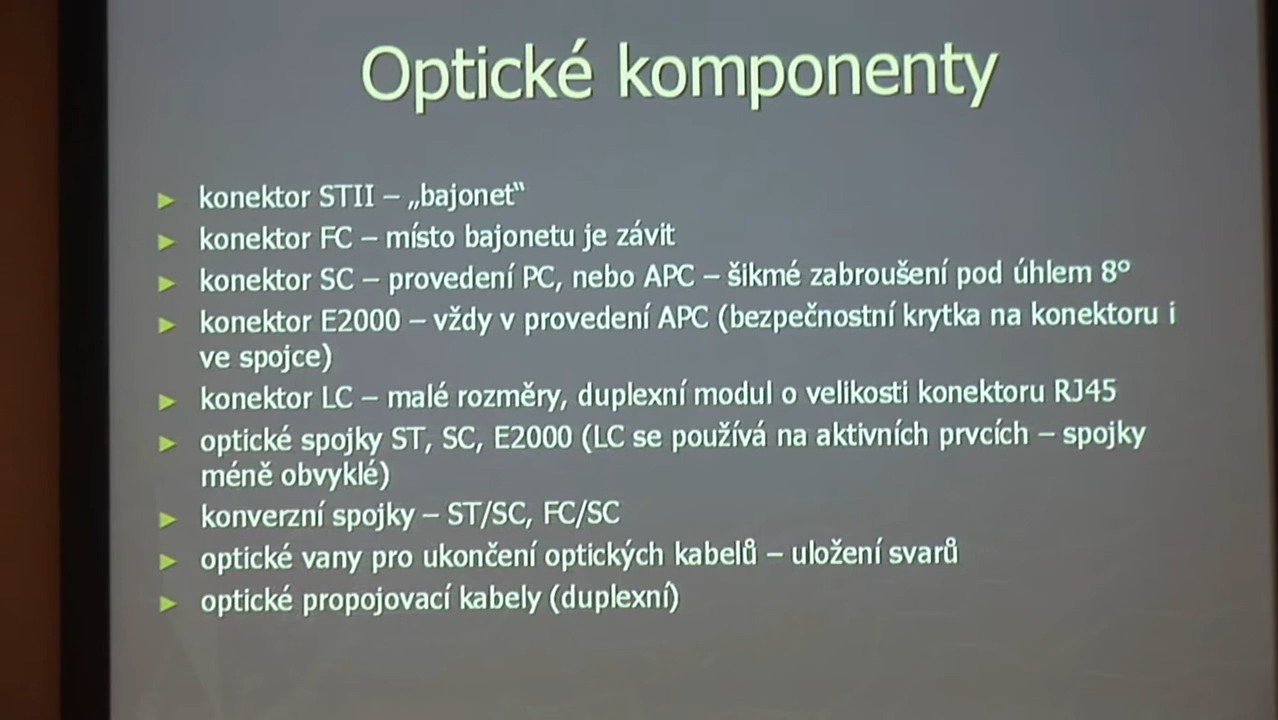 Optické komponenty
► konektor STII – „bajonet“
► konektor FC – místo bajonetu je závit
► konektor SC – provedení PC, nebo APC – šikmé zabroušení pod úhlem 8º
► konektor E2000 – vždy v provedení APC (bezpečnostní krytka na konektoru i
ve spojce)
► konektor LC – malé rozměry, duplexní modul o velikosti konektoru RJ45
► optické spojky ST, SC, E2000 (LC se používá na aktivních prvcích – spojky
méně obvyklé)
► konverzní spojky – ST/SC, FC/SC
► optické vany pro ukončení optických kabelů – uložení svarů
► optické propojovací kabely (duplexní)